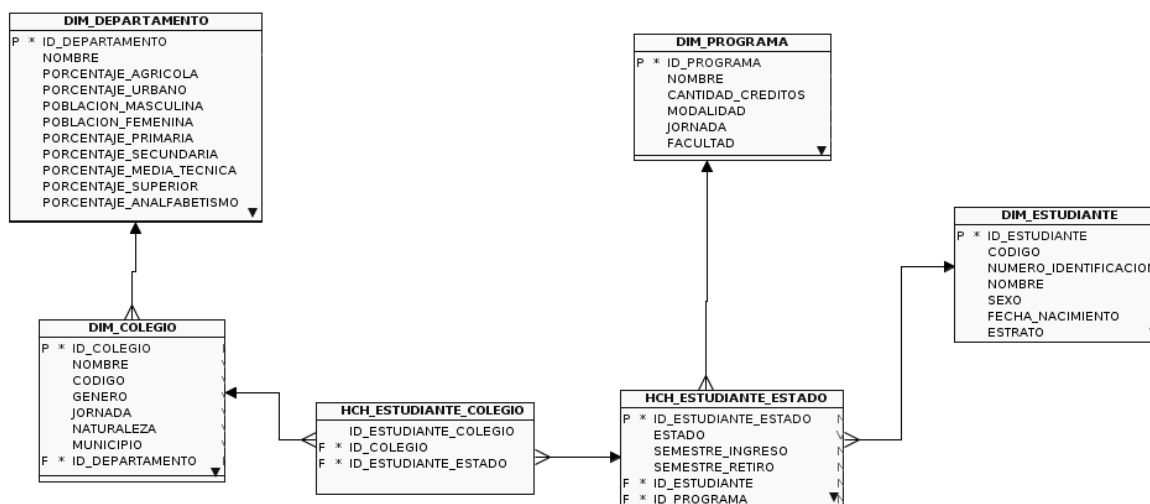 DIM_DEPARTAMENTO
P * ID_DEPARTAMENTO
NOMBRE
PORCENTAJE_AGRICOLA
PORCENTAJE_URBANO
POBLACION_MASCULINA
POBLACION_FEMENINA
PORCENTAJE_PRIMARIA
PORCENTAJE_SECUNDARIA
PORCENTAJE_MEDIA_TECNICA
PORCENTAJE_SUPERIOR
PORCENTAJE_ANALFABETISMO
DIM_PROGRAMA
P * ID_PROGRAMA
NOMBRE
CANTIDAD_CREDITOS
MODALIDAD
JORNADA
FACULTAD
DIM_ESTUDIANTE
P * ID_ESTUDIANTE
CODIGO
NUMERO_IDENTIFICACION
NOMBRE
SEXO
FECHA_NACIMIENTO
ESTRATO
DIM_COLEGIO
P * ID_COLEGIO
NOMBRE
CODIGO
GENERO
JORNADA
NATURALEZA
MUNICIPIO
F * ID_DEPARTAMENTO
HCH_ESTUDIANTE_COLEGIO
ID_ESTUDIANTE_COLEGIO
F * ID_COLEGIO
F * ID_ESTUDIANTE_ESTADO
HCH_ESTUDIANTE_ESTADO
P * ID_ESTUDIANTE_ESTADO
ESTADO
SEMESTRE_INGRESO
SEMESTRE_RETIRO
F * ID_ESTUDIANTE
F * ID_PROGRAMA